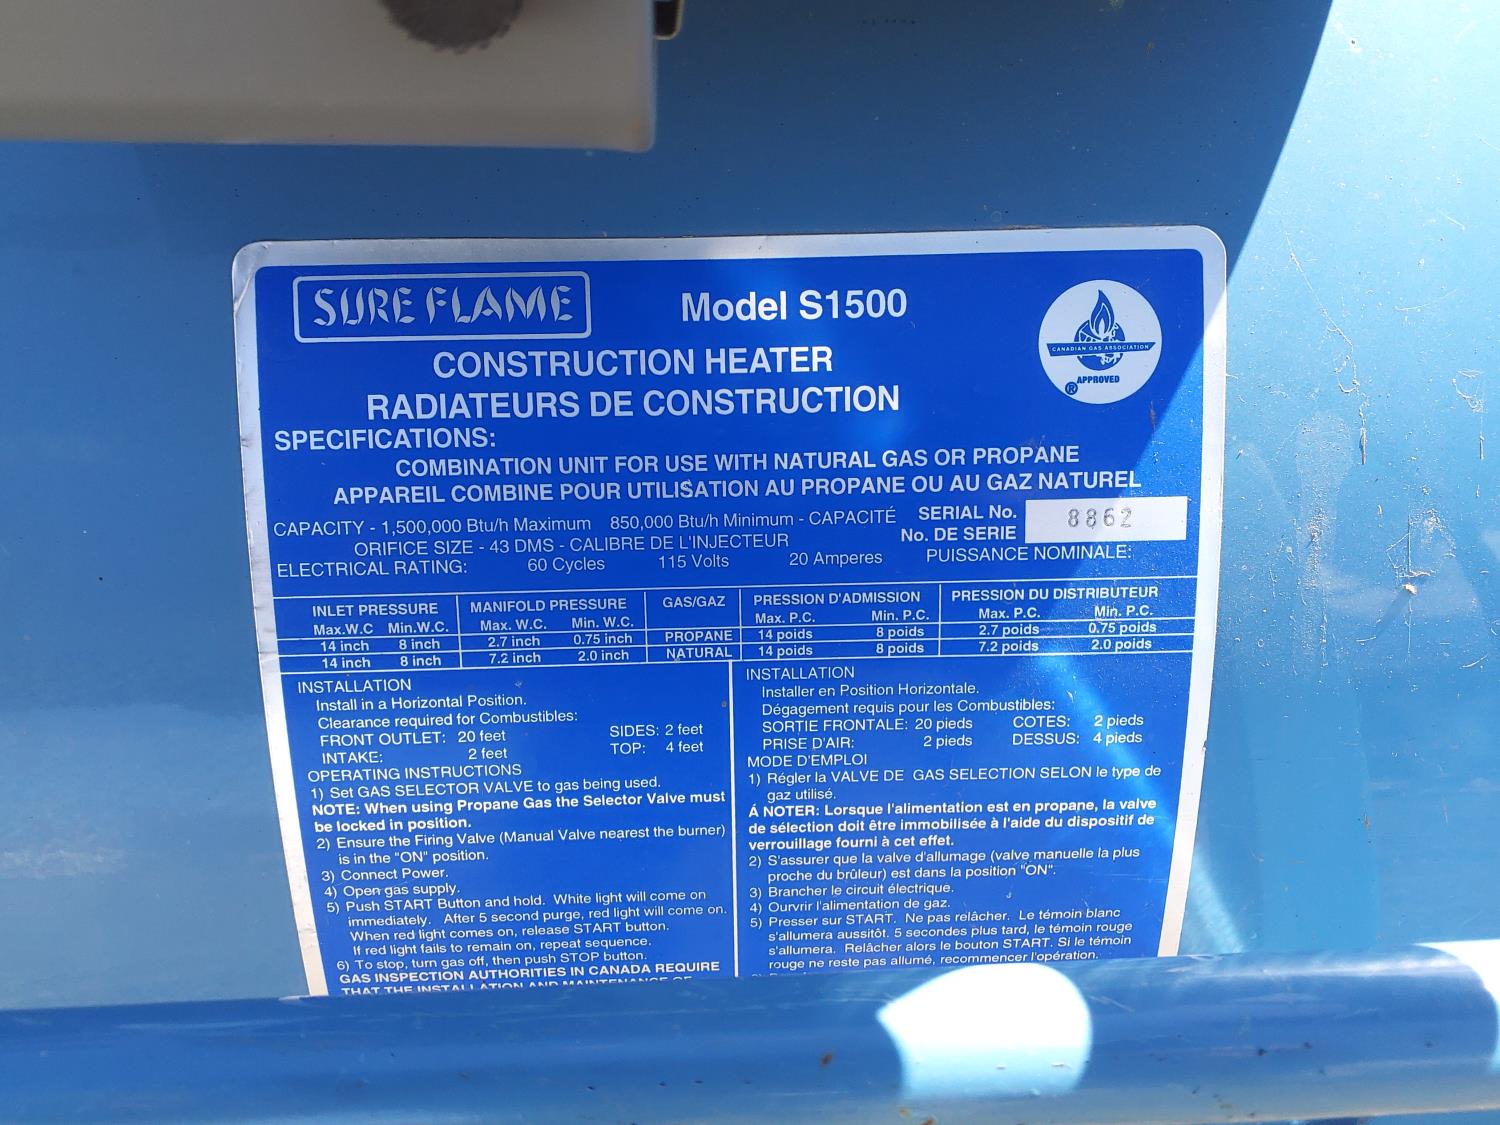 SURE FLAME
Model S1500
CANADIAN GAS ASSOCIATION
® APPROVED
CONSTRUCTION HEATER
RADIATEURS DE CONSTRUCTION
SPECIFICATIONS:
COMBINATION UNIT FOR USE WITH NATURAL GAS OR PROPANE
APPAREIL COMBINE POUR UTILISATION AU PROPANE OU AU GAZ NATUREL
CAPACITY - 1,500,000 Btu/h Maximum 850,000 Btu/h Minimum - CAPACITÉ
ORIFICE SIZE - 43 DMS - CALIBRE DE L'INJECTEUR
SERIAL No. 8862
No. DE SERIE
ELECTRICAL RATING: 60 Cycles 115 Volts 20 Amperes PUISSANCE NOMINALE:
INLET PRESSURE MANIFOLD PRESSURE GAS/GAZ PRESSION D'ADMISSION PRESSION DU DISTRIBUTEUR
Max.W.C Min.W.C. Max. W.C. Min. W.C. Max. P.C. Min. P.C. Max. P.C. Min. P.C.
14 inch 8 inch 2.7 inch 0.75 inch PROPANE 14 poids 8 poids 2.7 poids 0.75 poids
14 inch 8 inch 7.2 inch 2.0 inch NATURAL 14 poids 8 poids 7.2 poids 2.0 poids
INSTALLATION
Install in a Horizontal Position.
Clearance required for Combustibles:
FRONT OUTLET: 20 feet SIDES: 2 feet
INTAKE: 2 feet TOP: 4 feet
OPERATING INSTRUCTIONS
1) Set GAS SELECTOR VALVE to gas being used.
NOTE: When using Propane Gas the Selector Valve must
be locked in position.
2) Ensure the Firing Valve (Manual Valve nearest the burner)
is in the "ON" position.
3) Connect Power.
4) Open gas supply.
5) Push START Button and hold. White light will come on
immediately. After 5 second purge, red light will come on.
When red light comes on, release START button.
If red light fails to remain on, repeat sequence.
6) To stop, turn gas off, then push STOP button.
GAS INSPECTION AUTHORITIES IN CANADA REQUIRE
THAT THE INSTALLATION AND MAINTENANCE OF
INSTALLATION
Installer en Position Horizontale.
Dégagement requis pour les Combustibles:
SORTIE FRONTALE: 20 pieds COTES: 2 pieds
PRISE D'AIR: 2 pieds DESSUS: 4 pieds
MODE D'EMPLOI
1) Régler la VALVE DE GAS SELECTION SELON le type de
gaz utilisé.
Á NOTER: Lorsque l'alimentation est en propane, la valve
de sélection doit être immobilisée à l'aide du dispositif de
verrouillage fourni à cet effet.
2) S'assurer que la valve d'allumage (valve manuelle la plus
proche du brûleur) est dans la position "ON".
3) Brancher le circuit électrique.
4) Ourvrir l'alimentation de gaz.
5) Presser sur START. Ne pas relâcher. Le témoin blanc
s'allumera aussitôt. 5 secondes plus tard, le témoin rouge
s'allumera. Relâcher alors le bouton START. Si le témoin
rouge ne reste pas allumé, recommencer l'opération.